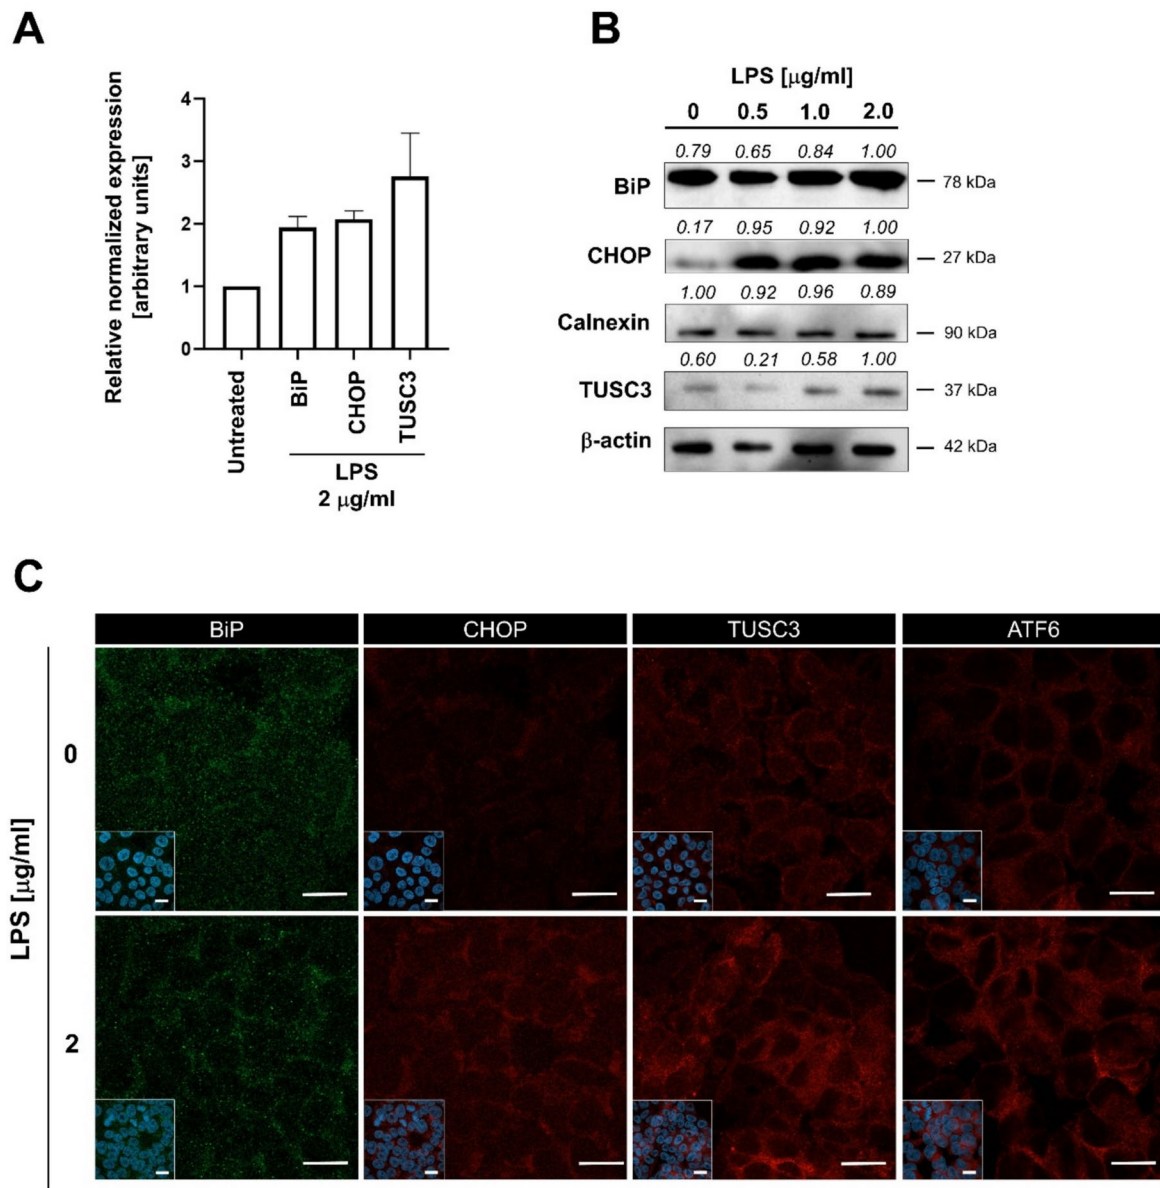 A
Relative normalized expression
[arbitrary units]
4
3
2
1
0
Untreated
BiP
CHOP
TUSC3
LPS
2 μg/ml
B
LPS [μg/ml]
0 0.5 1.0 2.0
0.79 0.65 0.84 1.00
BiP 78 kDa
0.17 0.95 0.92 1.00
CHOP 27 kDa
1.00 0.92 0.96 0.89
Calnexin 90 kDa
0.60 0.21 0.58 1.00
TUSC3 37 kDa
β-actin 42 kDa
C
BiP CHOP TUSC3 ATF6
LPS [μg/ml]
0
2